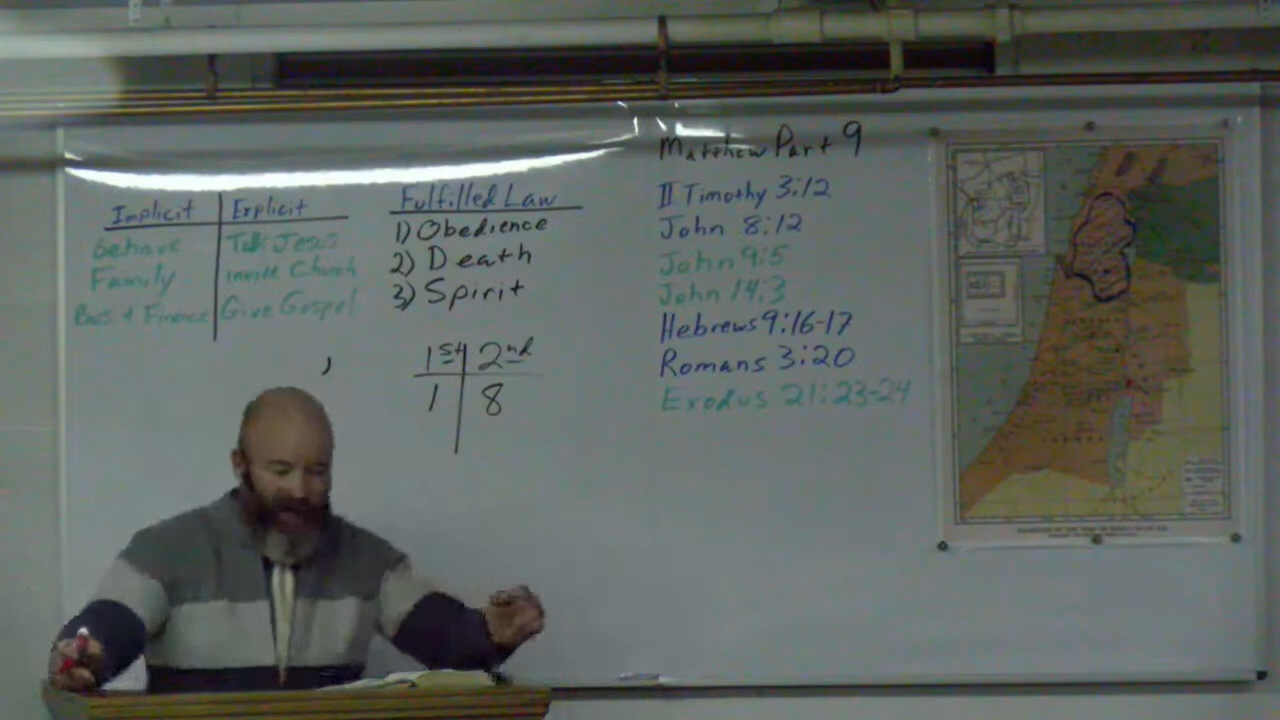 Implicit Explicit
Behave Talk Jesus
Family Invite Church
Bus. + Finance Give Gospel
Fulfilled Law
1) Obedience
2) Death
3) Spirit
1st 2nd
1 8
Matthew Part 9
II Timothy 3:12
John 8:12
John 9:5
John 14:3
Hebrews 9:16-17
Romans 3:20
Exodus 21:23-24